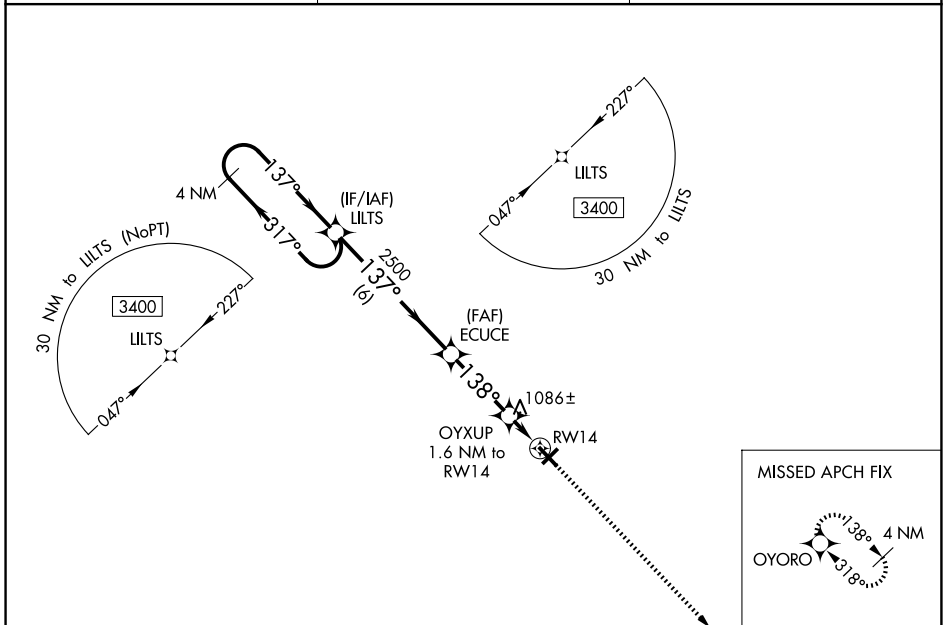 227°
LILTS
3400
047°
30 NM to LILTS
137°
4 NM
317°
(IF/IAF)
LILTS
2500
137°
(6)
30 NM to LILTS (NoPT)
3400
227°
LILTS
047°
(FAF)
ECUCE
138°
1086±
OYXUP
1.6 NM to
RW14
RW14
MISSED APCH FIX
138°
4 NM
OYORO
318°